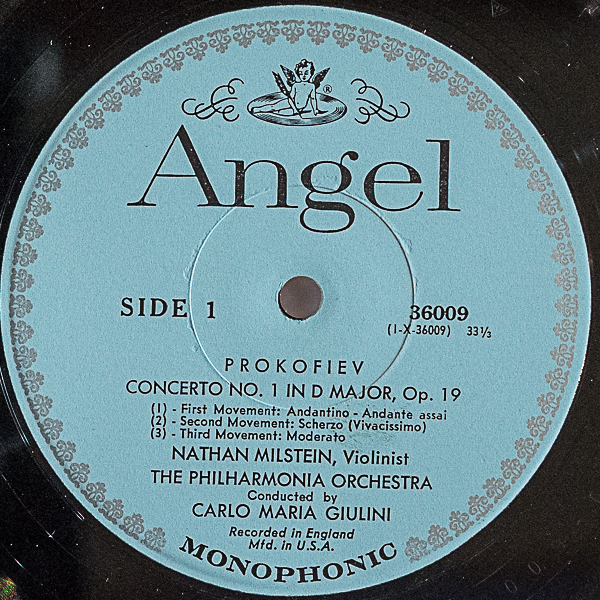 ®
Angel
SIDE 1
36009
(1-X-36009) 33⅓
PROKOFIEV
CONCERTO NO. 1 IN D MAJOR, Op. 19
(1) - First Movement: Andantino - Andante assai
(2) - Second Movement: Scherzo (Vivacissimo)
(3) - Third Movement: Moderato
NATHAN MILSTEIN, Violinist
THE PHILHARMONIA ORCHESTRA
Conducted by
CARLO MARIA GIULINI
Recorded in England
Mfd. in U.S.A.
MONOPHONIC